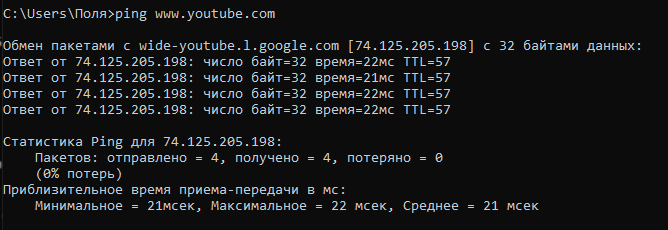 C:\Users\Поля>ping www.youtube.com
Обмен пакетами с wide-youtube.l.google.com [74.125.205.198] с 32 байтами данных:
Ответ от 74.125.205.198: число байт=32 время=22мс TTL=57
Ответ от 74.125.205.198: число байт=32 время=21мс TTL=57
Ответ от 74.125.205.198: число байт=32 время=22мс TTL=57
Ответ от 74.125.205.198: число байт=32 время=22мс TTL=57
Статистика Ping для 74.125.205.198:
Пакетов: отправлено = 4, получено = 4, потеряно = 0
(0% потерь)
Приблизительное время приема-передачи в мс:
Минимальное = 21мсек, Максимальное = 22 мсек, Среднее = 21 мсек